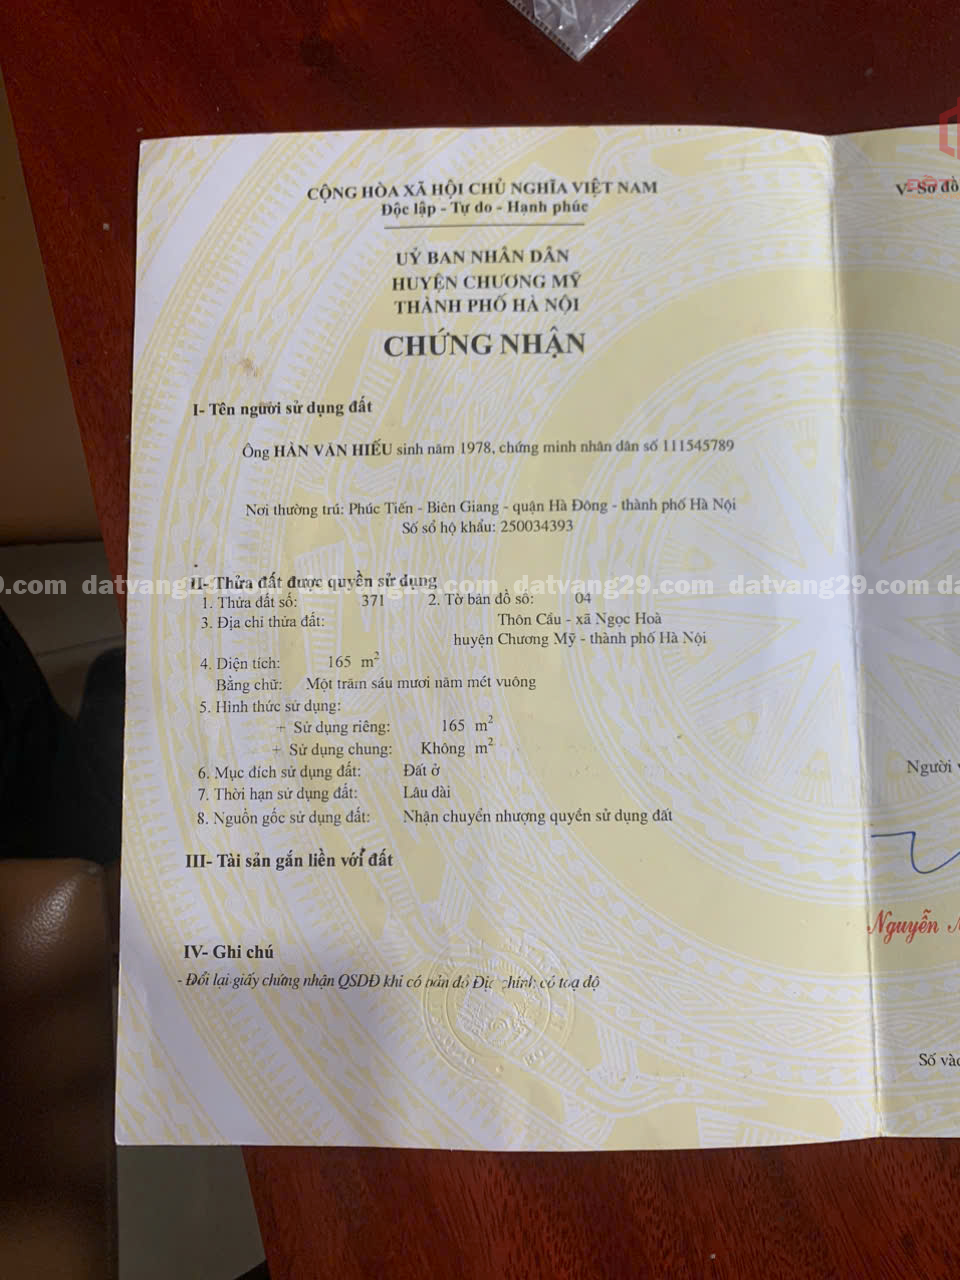 CỘNG HÒA XÃ HỘI CHỦ NGHĨA VIỆT NAM
Độc lập - Tự do - Hạnh phúc
UỶ BAN NHÂN DÂN
HUYỆN CHƯƠNG MỸ
THÀNH PHỐ HÀ NỘI
CHỨNG NHẬN
I- Tên người sử dụng đất
Ông HÀN VĂN HIẾU sinh năm 1978, chứng minh nhân dân số 111545789
Nơi thường trú: Phúc Tiến - Biên Giang - quận Hà Đông - thành phố Hà Nội
Số sổ hộ khẩu: 250034393
II- Thửa đất được quyền sử dụng
datvang29.com datvang29.com datvang29.com datvang29.com
1. Thửa đất số: 371 2. Tờ bản đồ số: 04
3. Địa chỉ thửa đất: Thôn Cầu - xã Ngọc Hoà
huyện Chương Mỹ - thành phố Hà Nội
4. Diện tích: 165 m²
Bằng chữ: Một trăm sáu mươi năm mét vuông
5. Hình thức sử dụng:
+ Sử dụng riêng: 165 m²
+ Sử dụng chung: Không m²
6. Mục đích sử dụng đất: Đất ở
7. Thời hạn sử dụng đất: Lâu dài
8. Nguồn gốc sử dụng đất: Nhận chuyển nhượng quyền sử dụng đất
III- Tài sản gắn liền với đất
IV- Ghi chú
- Đổi lại giấy chứng nhận QSDĐ khi có bản đồ Địa chính có toạ độ
V- Sơ đồ
Người
Nguyễn
Số